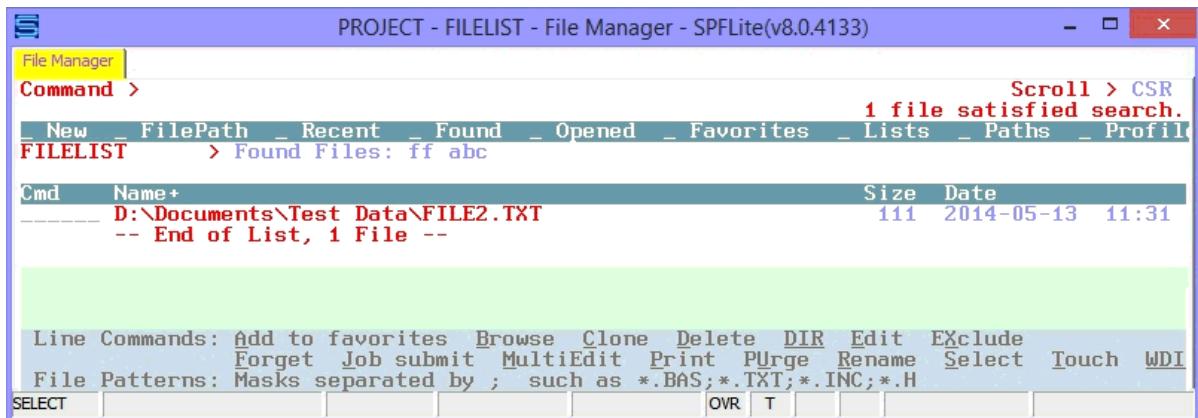 PROJECT - FILELIST - File Manager - SPFLite(v8.0.4133)
File Manager
Command > Scroll > CSR
1 file satisfied search.
_ New _ FilePath _ Recent _ Found _ Opened _ Favorites _ Lists _ Paths _ Profile
FILELIST > Found Files: ff abc
Cmd Name+ Size Date
______ D:\Documents\Test Data\FILE2.TXT 111 2014-05-13 11:31
-- End of List, 1 File --
Line Commands: Add to favorites Browse Clone Delete DIR Edit EXclude
Forget Job submit MultiEdit Print PUrge Rename Select Touch WDI
File Patterns: Masks separated by ; such as *.BAS;*.TXT;*.INC;*.H
SELECT OVR T